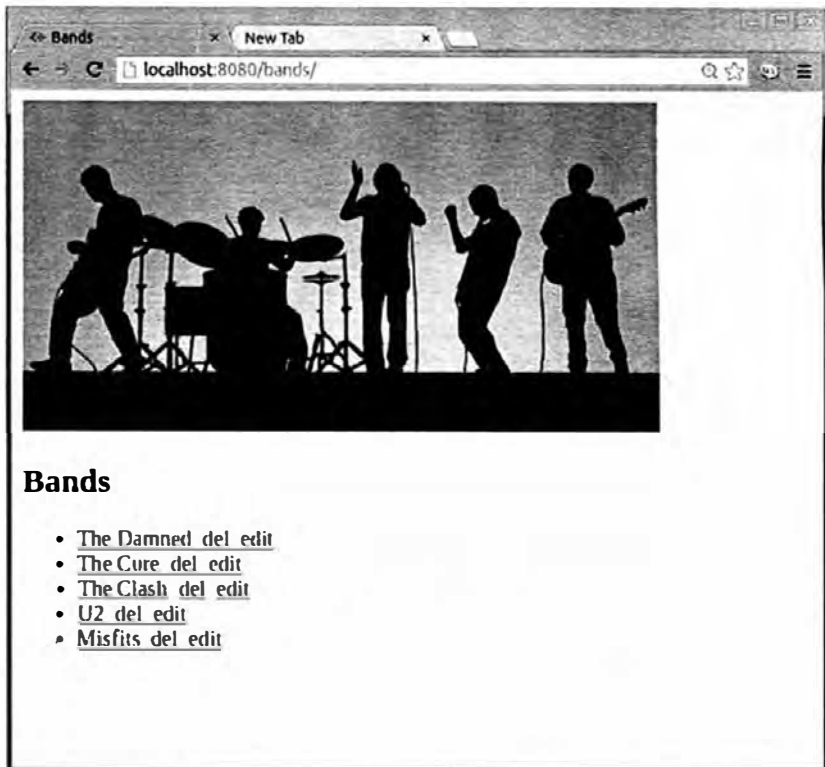 Bands × New Tab ×
localhost:8080/bands/
Bands
• The Damned del edit
• The Cure del edit
• The Clash del edit
• U2 del edit
• Misfits del edit